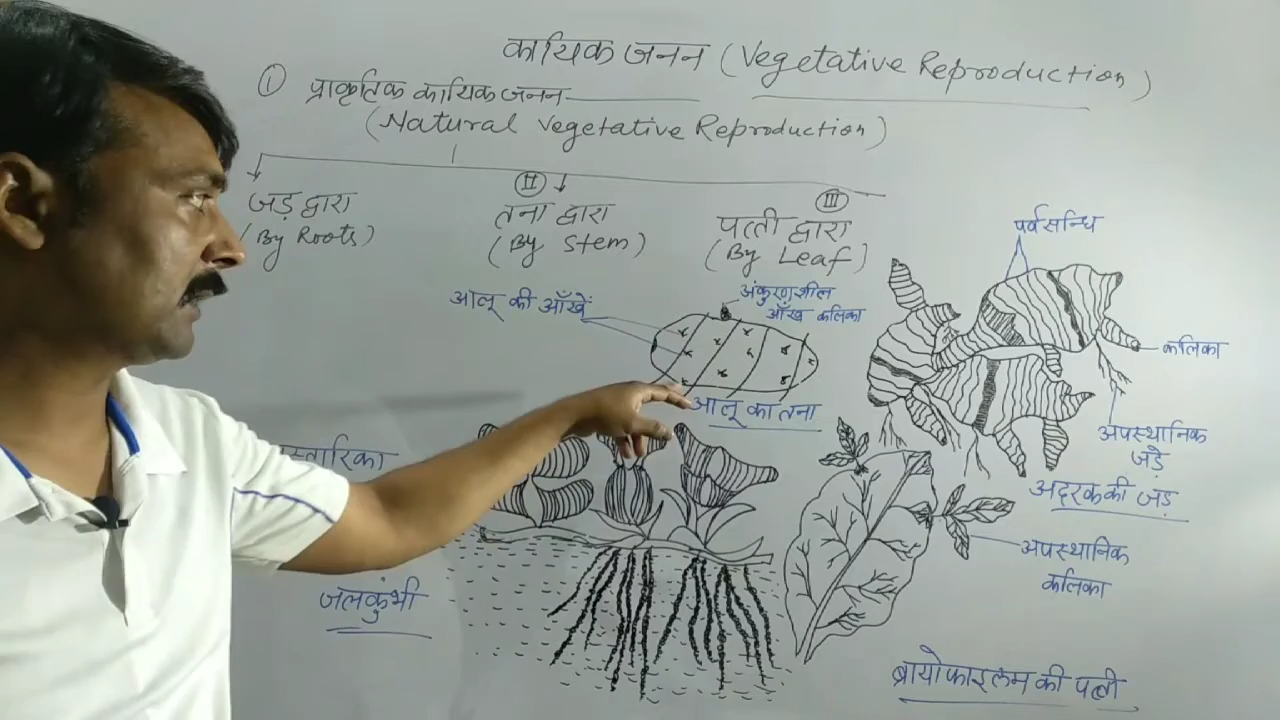 कायिक जनन (Vegetative Reproduction)
① प्राकृतिक कायिक जनन
(Natural Vegetative Reproduction)
जड़ द्वारा
(By Roots)
II
तना द्वारा
(By Stem)
III
पत्ती द्वारा
(By Leaf)
पर्वसन्धि
आलू की आँखें
अंकुरणशील
आँख कलिका
कलिका
आलू का तना
अपस्थानिक
जड़ै
अदरक की जड़
अपस्थानिक
कलिका
जलकुंभी
ब्रायोफाइलम की पत्ती